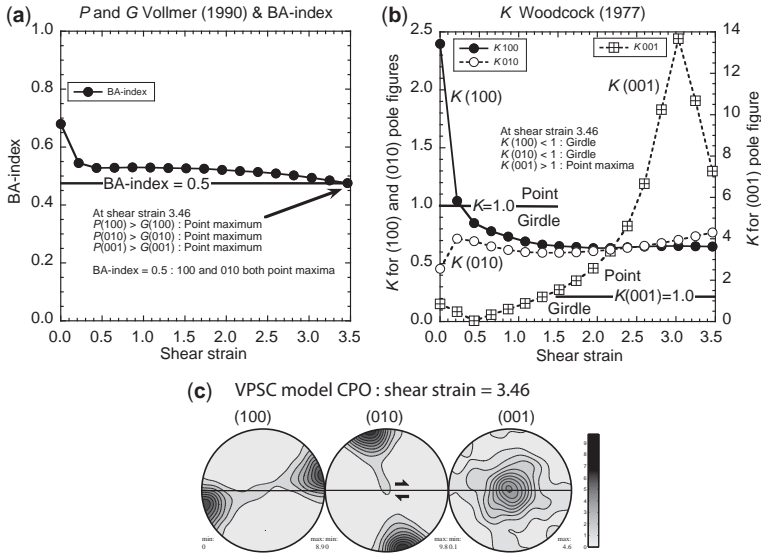 (a) P and G Vollmer (1990) & BA-index
1.0
0.8
0.6
0.4
0.2
0.0
BA-index
BA-index
BA-index = 0.5
At shear strain 3.46
P(100) > G(100) : Point maximum
P(010) > G(010) : Point maximum
P(001) > G(001) : Point maximum
BA-index = 0.5 : 100 and 010 both point maxima
0.0 0.5 1.0 1.5 2.0 2.5 3.0 3.5
Shear strain
(b) K Woodcock (1977)
2.5
2.0
1.5
1.0
0.5
0.0
K for (100) and (010) pole figures
K 100
K 010
K 001
K (100)
K(001)
At shear strain 3.46
K (100) < 1 : Girdle
K (010) < 1 : Girdle
K (001) > 1 : Point maxima
Point
K=1.0
Girdle
K(010)
Point
K(001)=1.0
Girdle
14
12
10
8
6
4
2
0
K for (001) pole figure
0.0 0.5 1.0 1.5 2.0 2.5 3.0 3.5
Shear strain
(c) VPSC model CPO : shear strain = 3.46
(100) (010) (001)
9
8
7
6
5
4
3
2
1
0
min:
0
max: min:
8.90 0
max: min:
9.80.1
max:
4.6